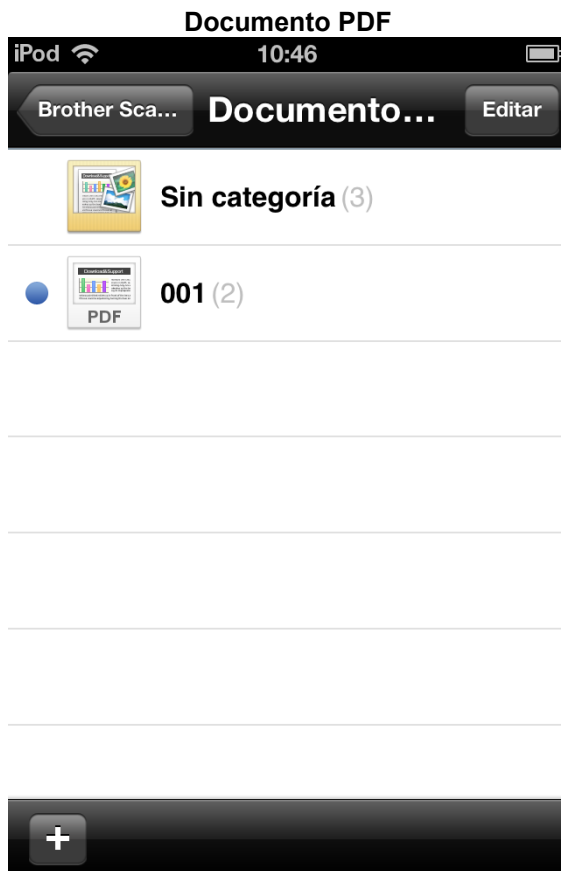 Documento PDF
iPod 10:46
Brother Sca... Documento... Editar
Sin categoría (3)
001 (2)
PDF
+